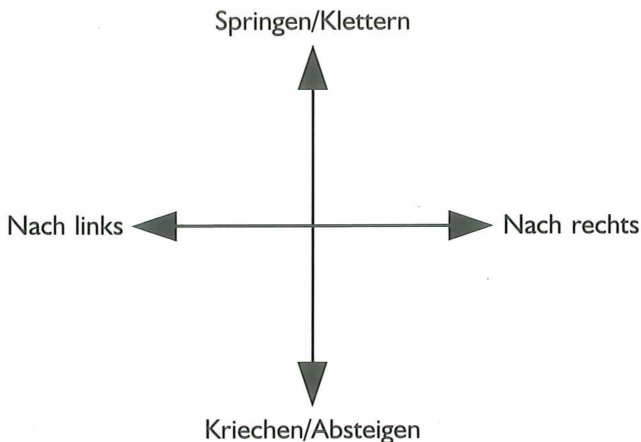 Springen/Klettern
Nach links
Nach rechts
Kriechen/Absteigen